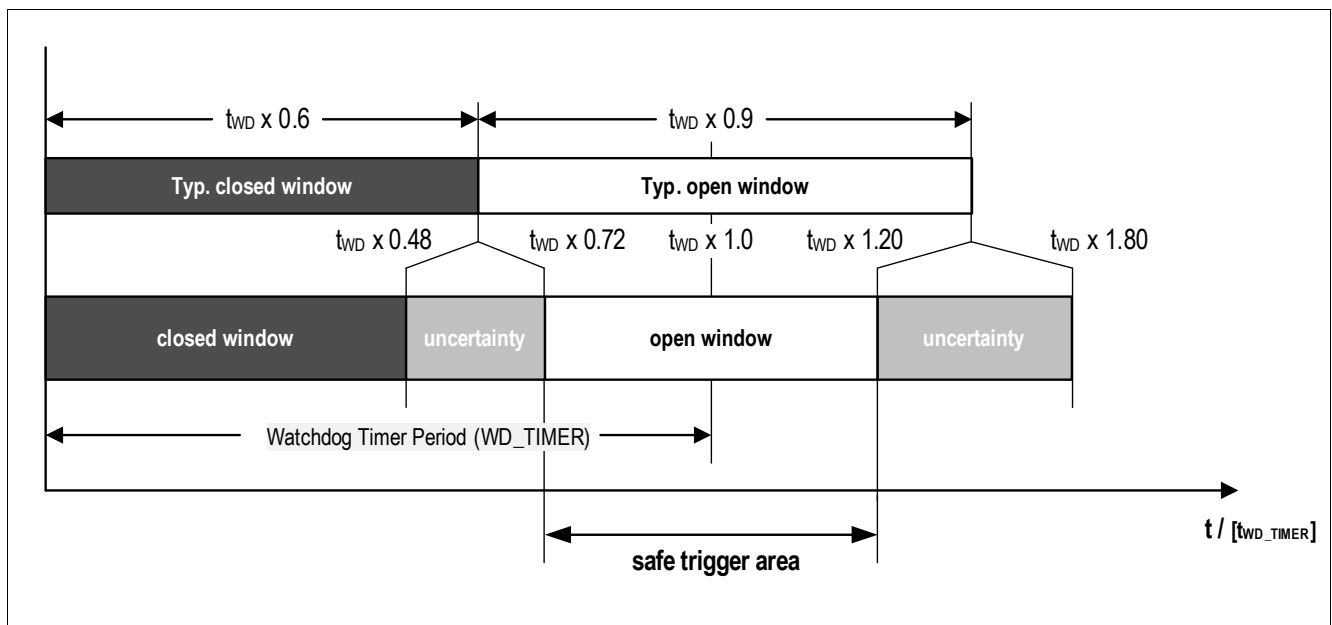 tWD x 0.6
tWD x 0.9
Typ. closed window
Typ. open window
tWD x 0.48
tWD x 0.72
tWD x 1.0
tWD x 1.20
tWD x 1.80
closed window
uncertainty
open window
uncertainty
Watchdog Timer Period (WD_TIMER)
t / [tWD_TIMER]
safe trigger area